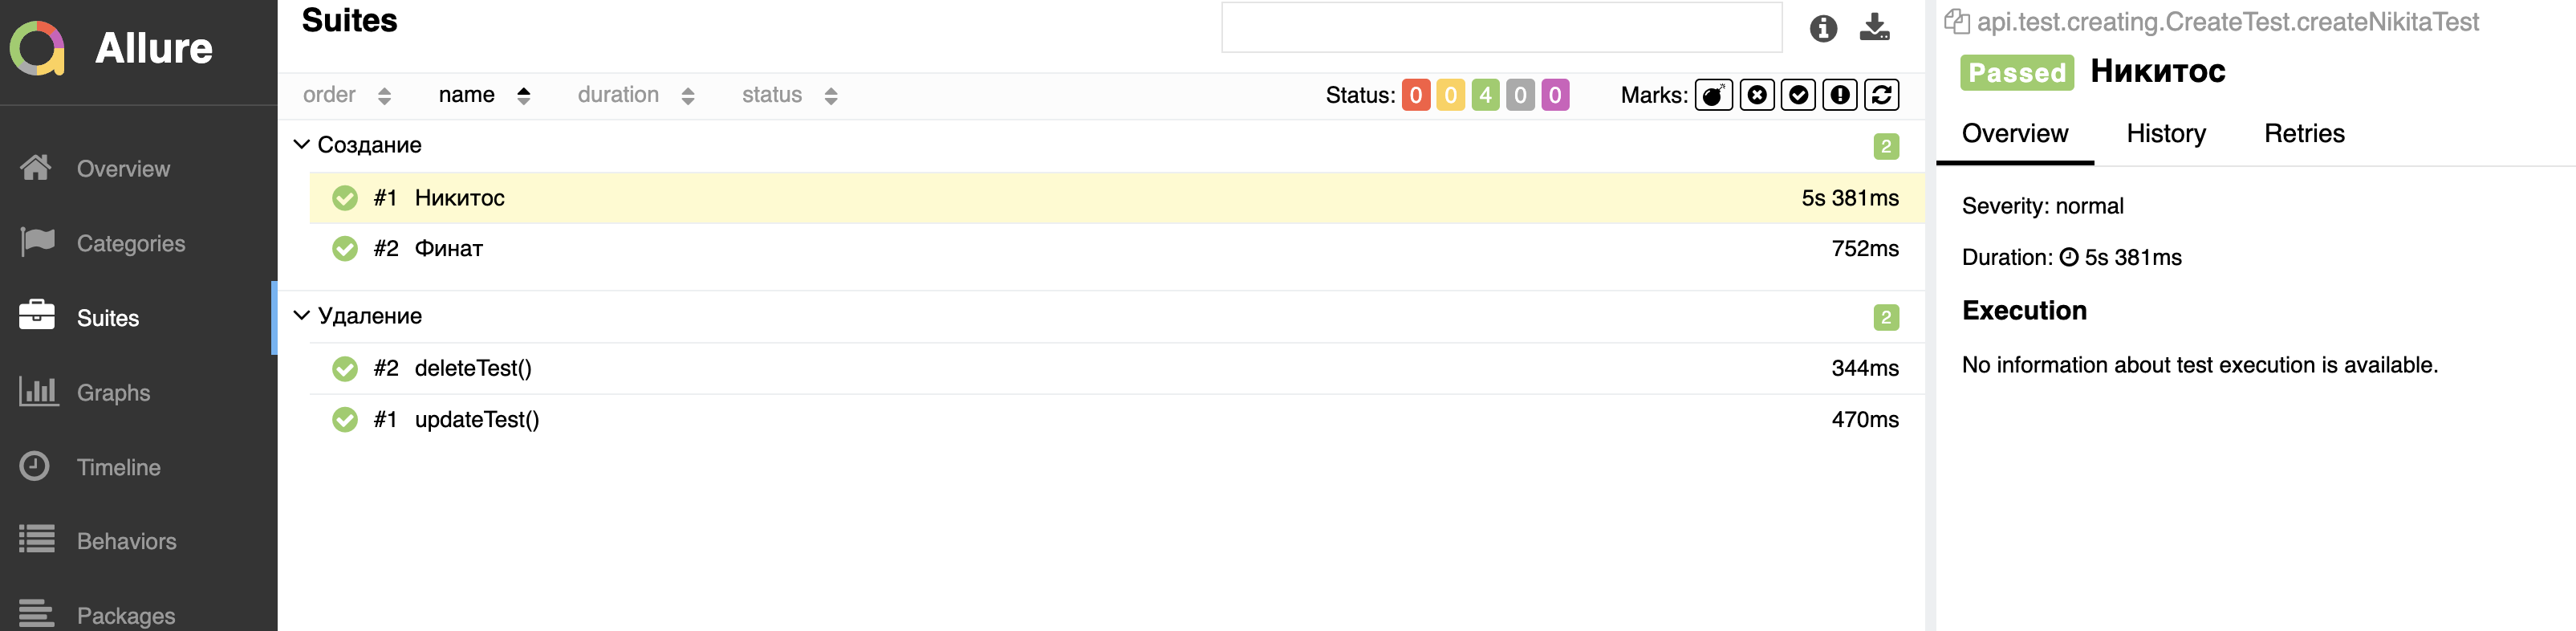 Allure
Overview
Categories
Suites
Graphs
Timeline
Behaviors
Packages
Suites
order name duration status Status: 0 0 4 0 0 Marks:
Создание 2
#1 Никитос 5s 381ms
#2 Финат 752ms
Удаление 2
#2 deleteTest() 344ms
#1 updateTest() 470ms
api.test.creating.CreateTest.createNikitaTest
Passed Никитос
Overview History Retries
Severity: normal
Duration: 5s 381ms
Execution
No information about test execution is available.